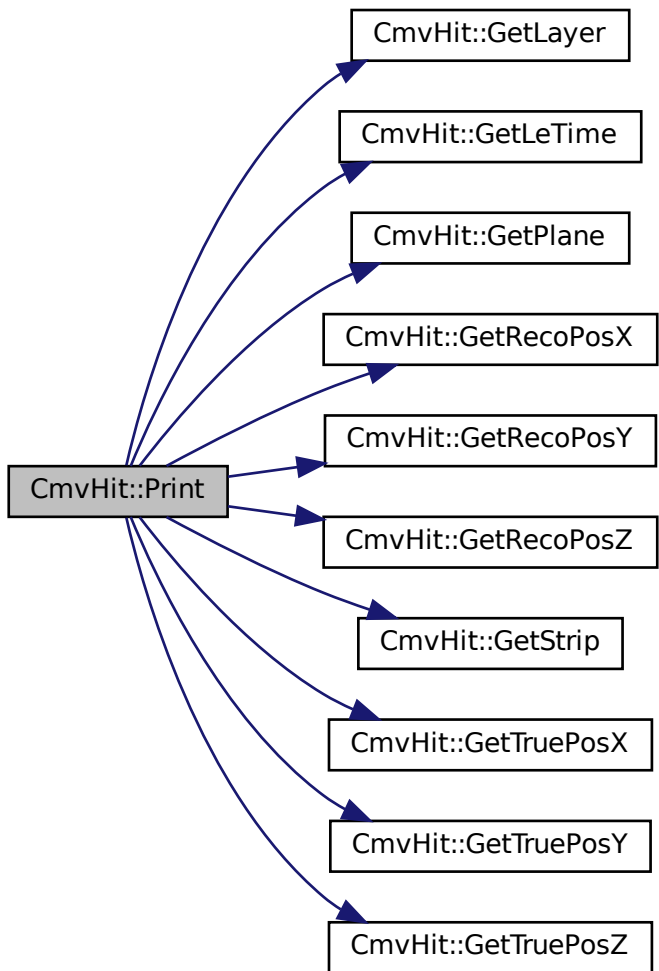 CmvHit::GetLayer
CmvHit::GetLeTime
CmvHit::GetPlane
CmvHit::GetRecoPosX
CmvHit::GetRecoPosY
CmvHit::Print
CmvHit::GetRecoPosZ
CmvHit::GetStrip
CmvHit::GetTruePosX
CmvHit::GetTruePosY
CmvHit::GetTruePosZ